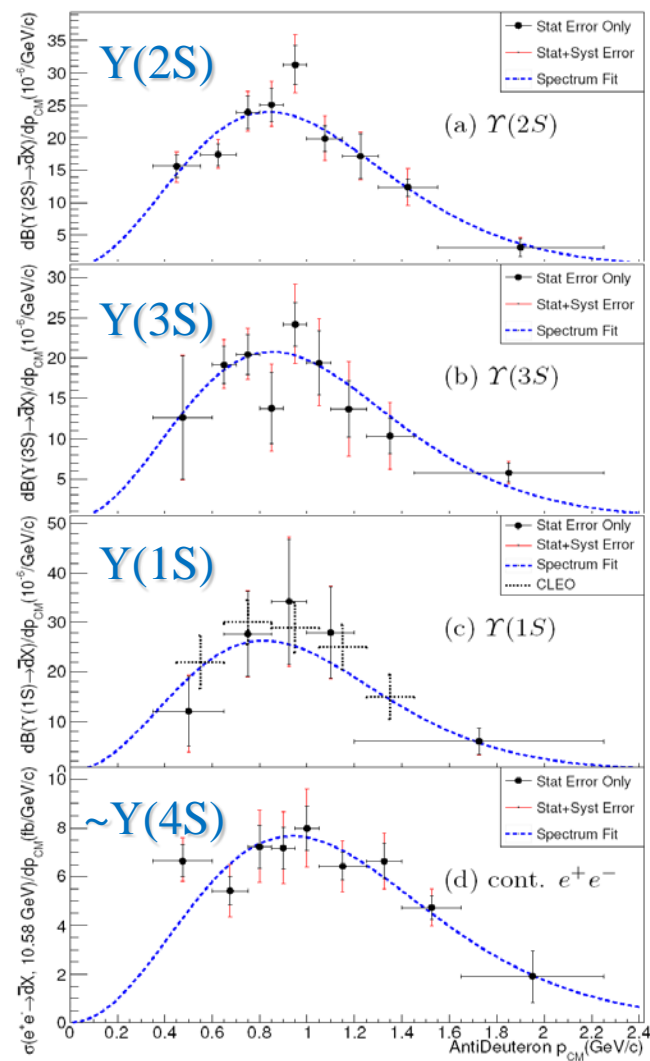 dB(Υ(2S)→d̄X)/dp_CM(10⁻⁶/GeV/c)
35
30
25
20
15
10
5
Υ(2S)
Stat Error Only
Stat+Syst Error
Spectrum Fit
(a) Υ(2S)
dB(Υ(3S)→d̄X)/dp_CM(10⁻⁶/GeV/c)
30
25
20
15
10
5
Υ(3S)
Stat Error Only
Stat+Syst Error
Spectrum Fit
(b) Υ(3S)
dB(Υ(1S)→d̄X)/dp_CM(10⁻⁶/GeV/c)
50
40
30
20
10
0
Υ(1S)
Stat Error Only
Stat+Syst Error
Spectrum Fit
CLEO
(c) Υ(1S)
σ(e⁺e⁻→d̄X, 10.58 GeV)/dp_CM(fb/GeV/c)
10
8
6
4
2
0
~Υ(4S)
Stat Error Only
Stat+Syst Error
Spectrum Fit
(d) cont. e⁺e⁻
0 0.2 0.4 0.6 0.8 1 1.2 1.4 1.6 1.8 2 2.2 2.4
AntiDeuteron p_CM(GeV/c)